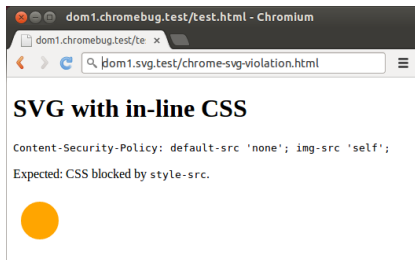 dom1.chromebug.test/test.html - Chromium
dom1.chromebug.test/te
dom1.svg.test/chrome-svg-violation.html
SVG with in-line CSS
Content-Security-Policy: default-src 'none'; img-src 'self';
Expected: CSS blocked by style-src.